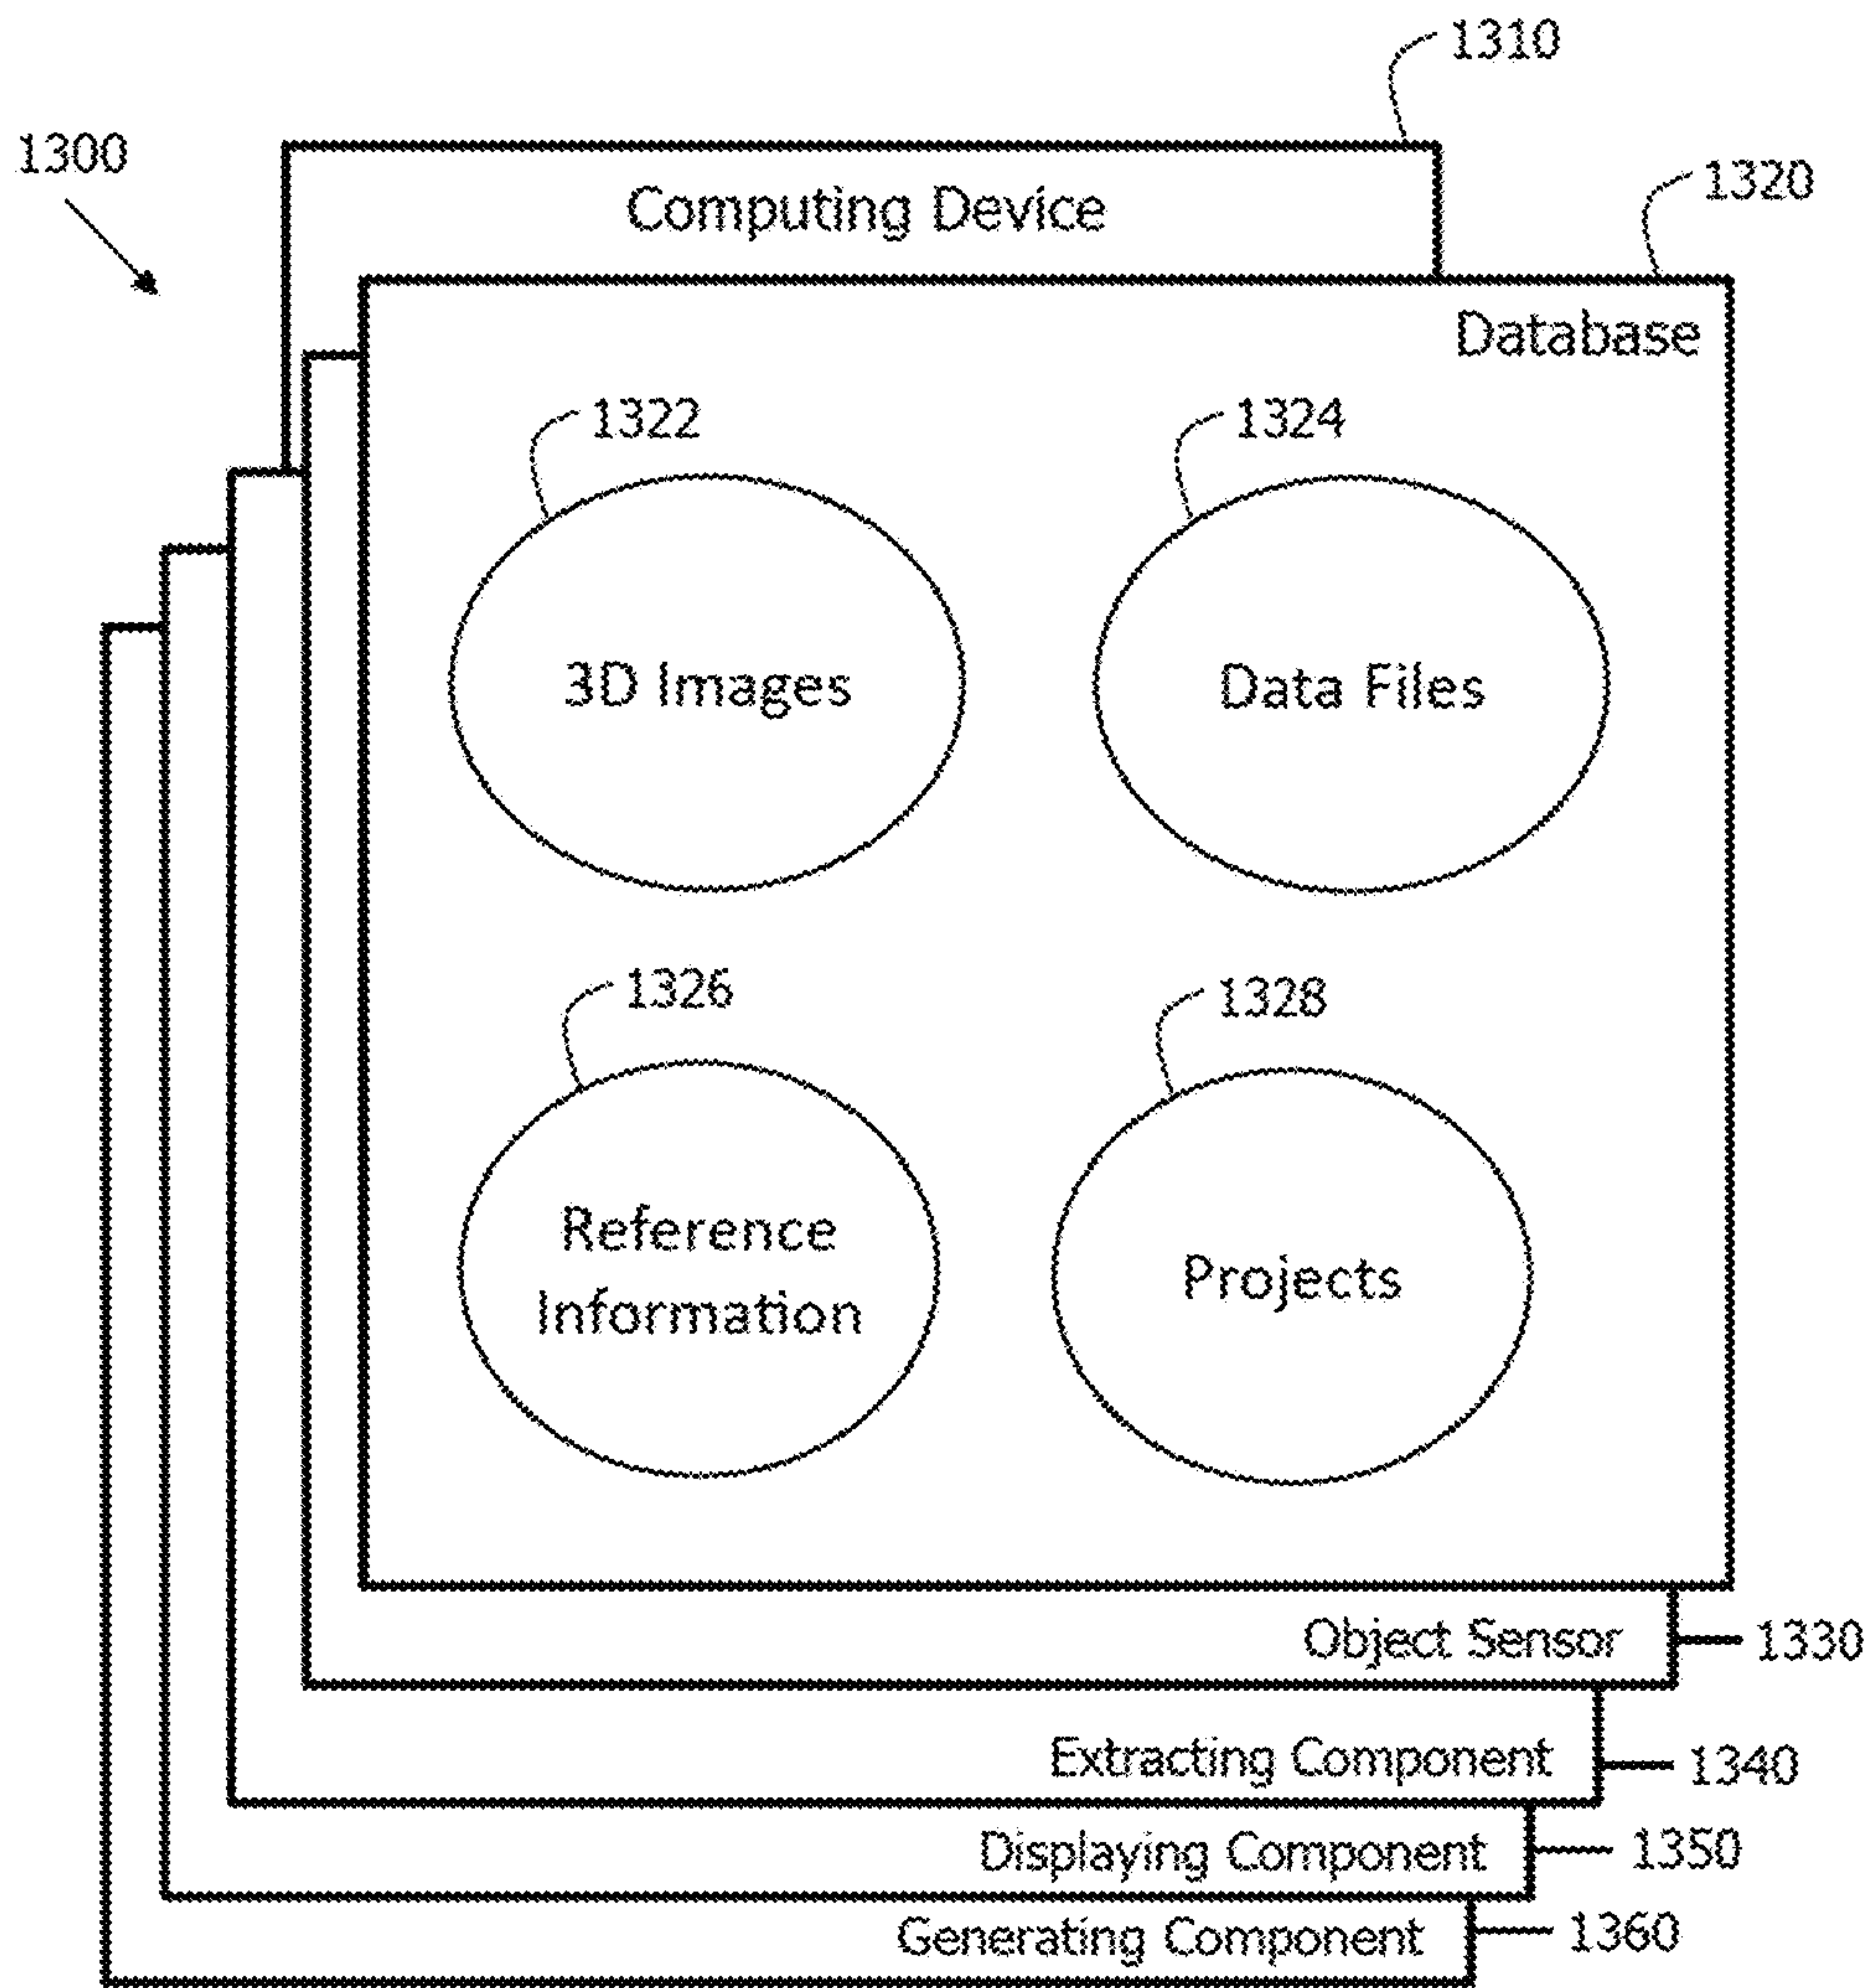 1310
1300
1320
Computing Device
Database
1322
1324
3D Images
Data Files
1326
1328
Reference
Information
Projects
Object Sensor
1330
Extracting Component
1340
Displaying Component
1350
Generating Component
1360